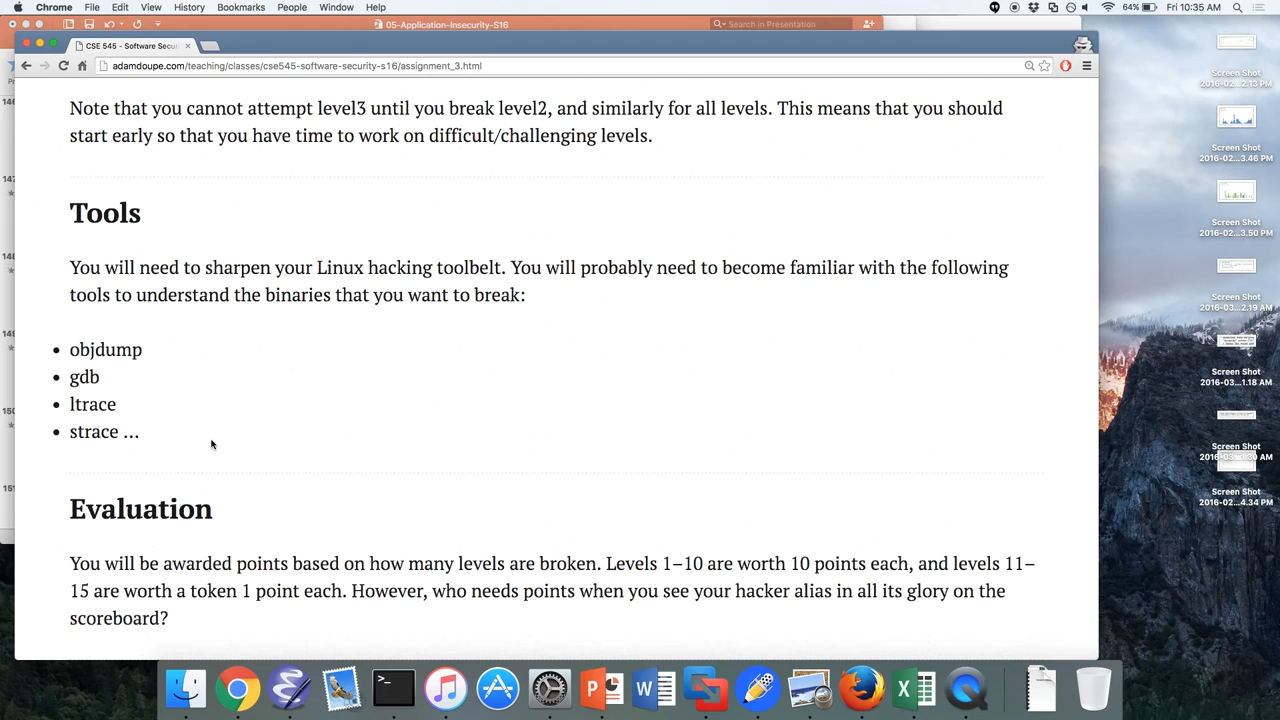 Chrome File Edit View History Bookmarks People Window Help
64% Fri 10:35 AM
05-Application-Insecurity-S16
Search in Presentation
CSE 545 - Software Secu
adamdoupe.com/teaching/classes/cse545-software-security-s16/assignment_3.html
Note that you cannot attempt level3 until you break level2, and similarly for all levels. This means that you should
start early so that you have time to work on difficult/challenging levels.
Tools
You will need to sharpen your Linux hacking toolbelt. You will probably need to become familiar with the following
tools to understand the binaries that you want to break:
• objdump
• gdb
• ltrace
• strace ...
Evaluation
You will be awarded points based on how many levels are broken. Levels 1–10 are worth 10 points each, and levels 11–
15 are worth a token 1 point each. However, who needs points when you see your hacker alias in all its glory on the
scoreboard?
146
147
148
149
150
151
Screen Shot
2016-02...2.13 PM
Screen Shot
2016-02...3.46 PM
Screen Shot
2016-02...3.50 PM
Screen Shot
2016-03...2.19 AM
Screen Shot
2016-03...1.18 AM
Screen Shot
Screen Shot
2016-02...4.34 PM